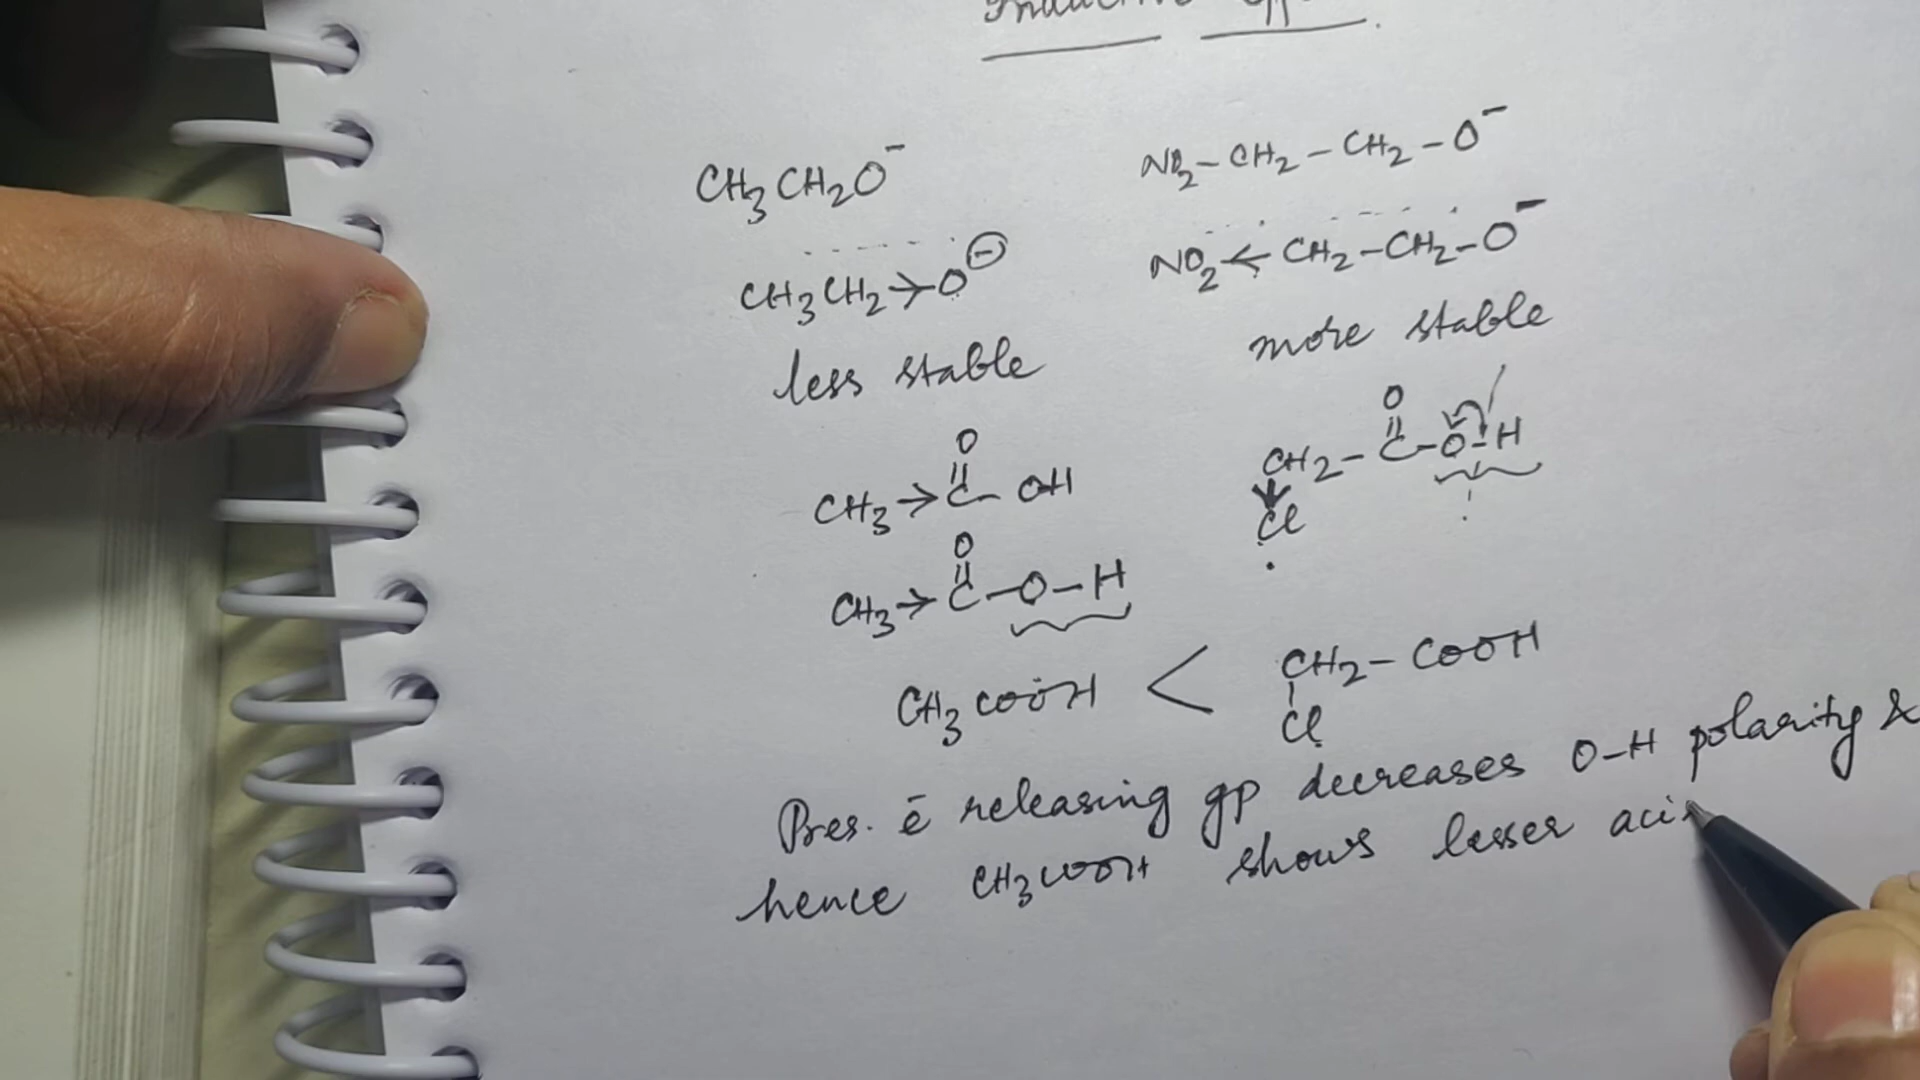 Inductive
CH3CH2O⁻ NO2-CH2-CH2-O⁻
CH3CH2→O⊖ NO2←CH2-CH2-O⁻
less stable more stable
O
||
CH3→C-OH
O
||
CH2-C-O-H
↓
Cl
O
||
CH3→C-O-H
CH3COOH < CH2-COOH
|
Cl
Pres. ē releasing gp decreases O-H polarity &
hence CH3COOH shows lesser aci